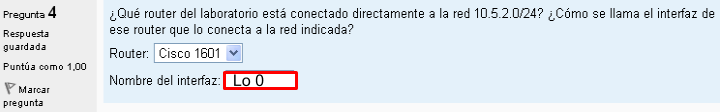 Pregunta 4
Respuesta
guardada
Puntúa como 1,00
Marcar
pregunta
¿Qué router del laboratorio está conectado directamente a la red 10.5.2.0/24? ¿Cómo se llama el interfaz de
ese router que lo conecta a la red indicada?
Router: Cisco 1601
Nombre del interfaz: Lo 0